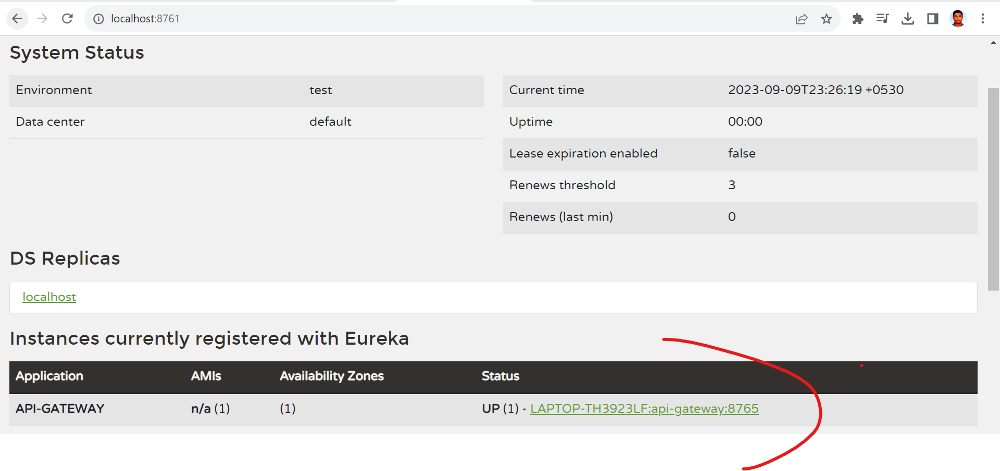 localhost:8761
System Status
Environment test
Data center default
Current time 2023-09-09T23:26:19 +0530
Uptime 00:00
Lease expiration enabled false
Renews threshold 3
Renews (last min) 0
DS Replicas
localhost
Instances currently registered with Eureka
Application AMIs Availability Zones Status
API-GATEWAY n/a (1) (1) UP (1) - LAPTOP-TH3923LF:api-gateway:8765